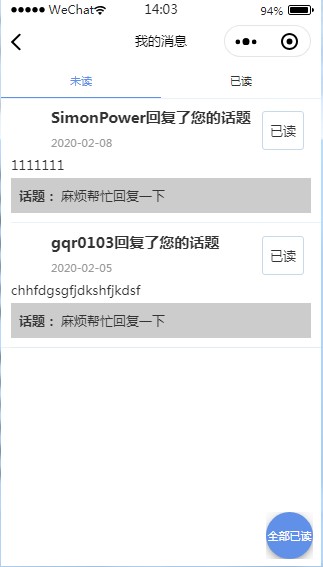 WeChat 14:03 94%
我的消息
未读 已读
SimonPower回复了您的话题
已读
2020-02-08
1111111
话题： 麻烦帮忙回复一下
gqr0103回复了您的话题
已读
2020-02-05
chhfdgsgfjdkshfjkdsf
话题： 麻烦帮忙回复一下
全部已读